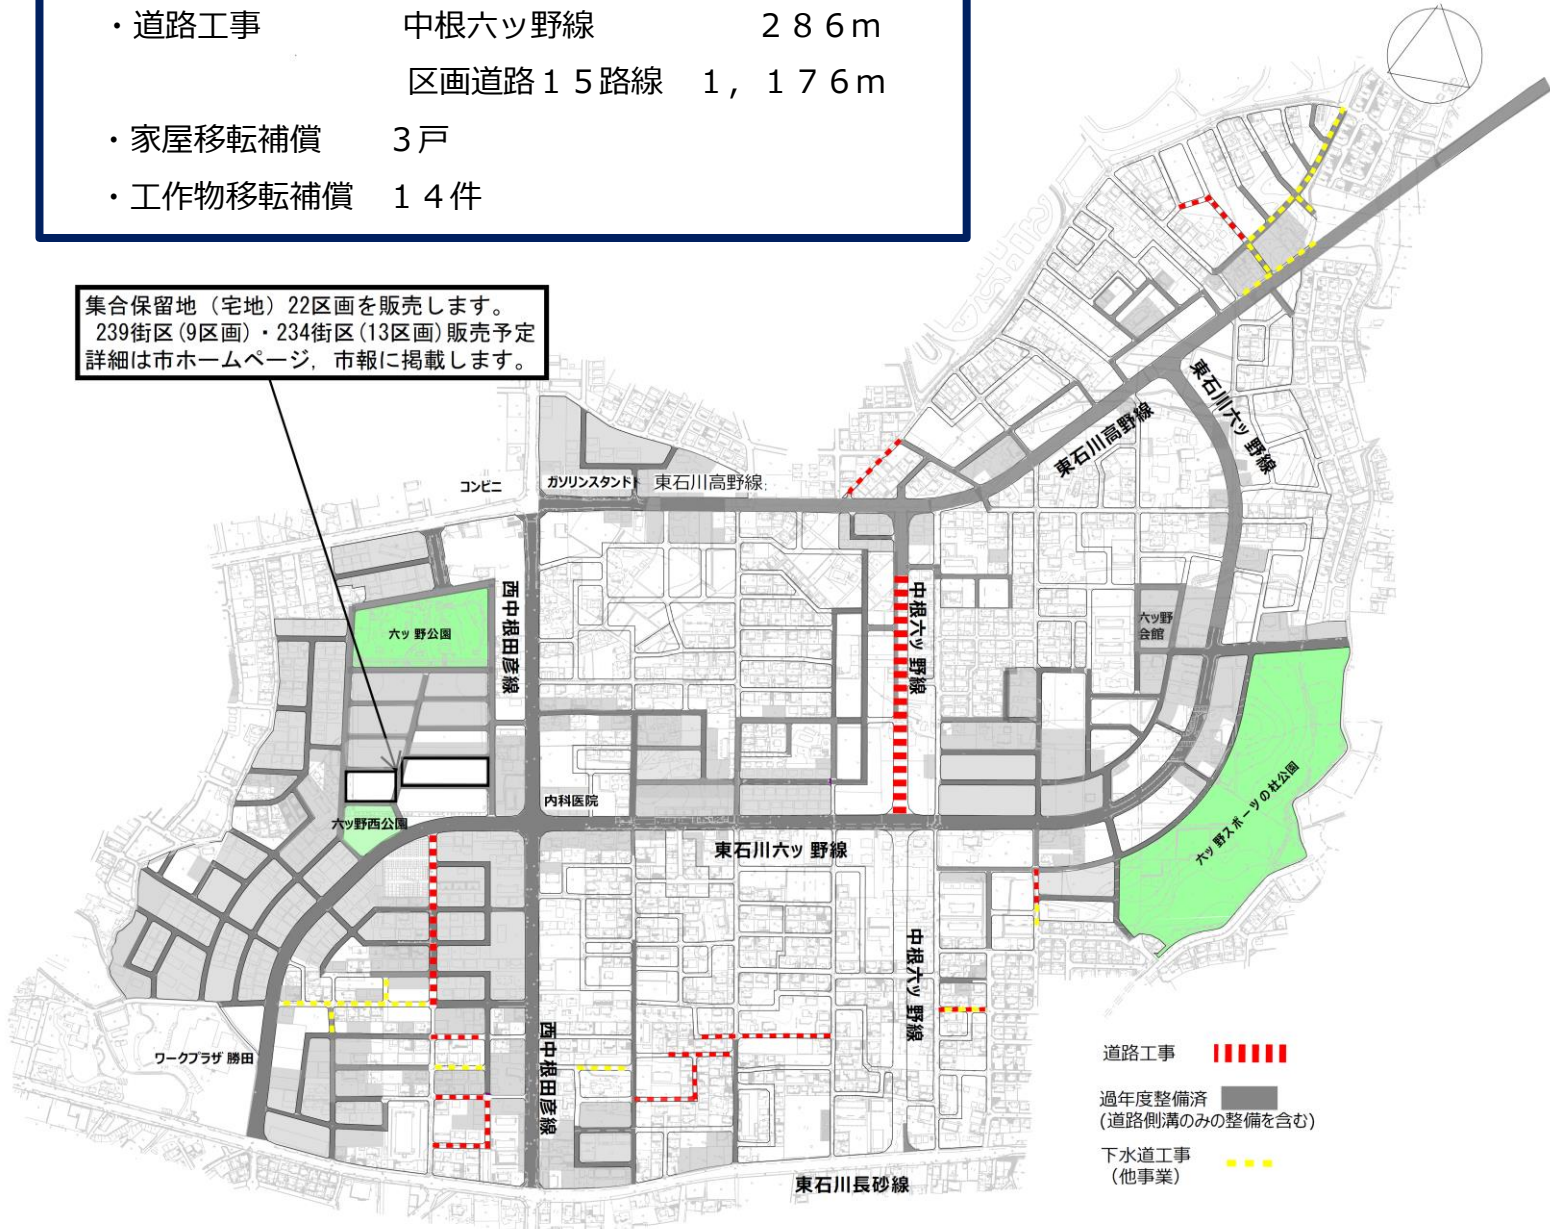 ・道路工事　中根六ッ野線　２８６ｍ
区画道路１５路線　１，１７６ｍ
・家屋移転補償　３戸
・工作物移転補償　１４件
集合保留地（宅地）22区画を販売します。
239街区(9区画)・234街区(13区画)販売予定
詳細は市ホームページ，市報に掲載します。
東石川六ッ野線
東石川高野線
コンビニ
ガソリンスタンド
東石川高野線
西中根田彦線
六ッ野公園
中根六ッ野線
六ッ野
会館
内科医院
六ッ野西公園
東石川六ッ野線
六ッ野スポーツの杜公園
中根六ッ野線
西中根田彦線
ワークプラザ勝田
東石川長砂線
道路工事
過年度整備済
(道路側溝のみの整備を含む)
下水道工事
（他事業）